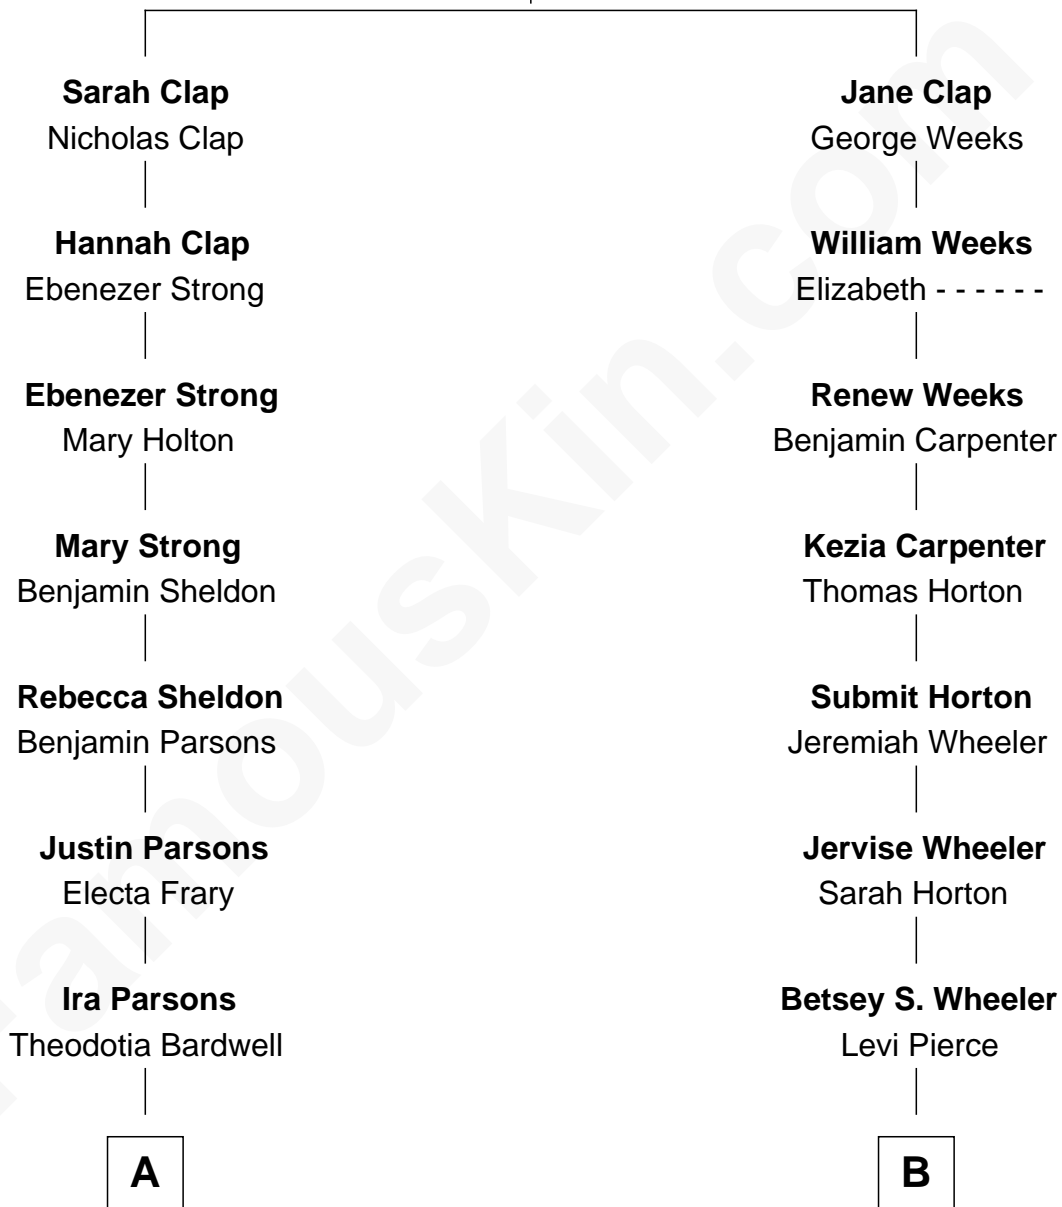 Sarah Clap
Nicholas Clap
Hannah Clap
Ebenezer Strong
Ebenezer Strong
Mary Holton
Mary Strong
Benjamin Sheldon
Rebecca Sheldon
Benjamin Parsons
Justin Parsons
Electa Frary
Ira Parsons
Theodotia Bardwell
A
Jane Clap
George Weeks
William Weeks
Elizabeth - - - - - -
Renew Weeks
Benjamin Carpenter
Kezia Carpenter
Thomas Horton
Submit Horton
Jeremiah Wheeler
Jervise Wheeler
Sarah Horton
Betsey S. Wheeler
Levi Pierce
B
FamousKin.com